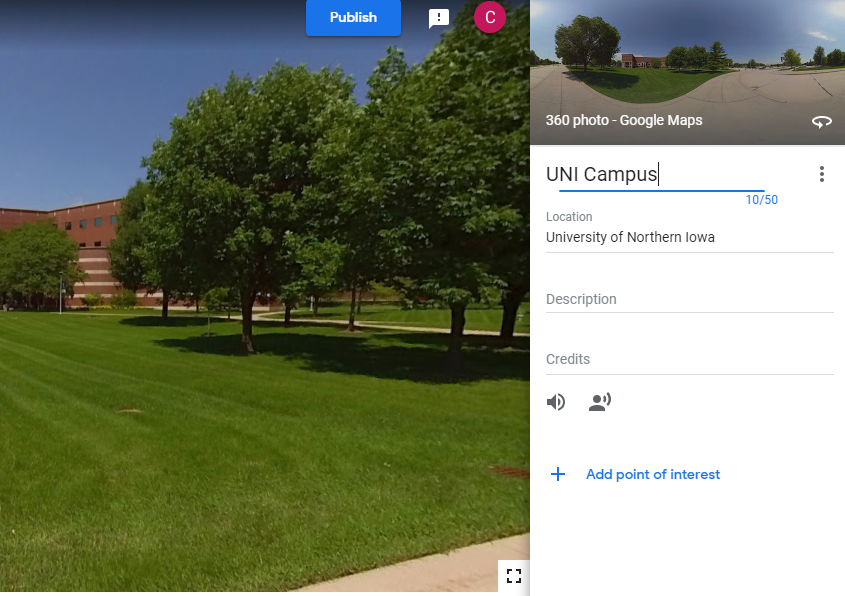 Publish
C
360 photo - Google Maps
UNI Campus
10/50
Location
University of Northern Iowa
Description
Credits
Add point of interest